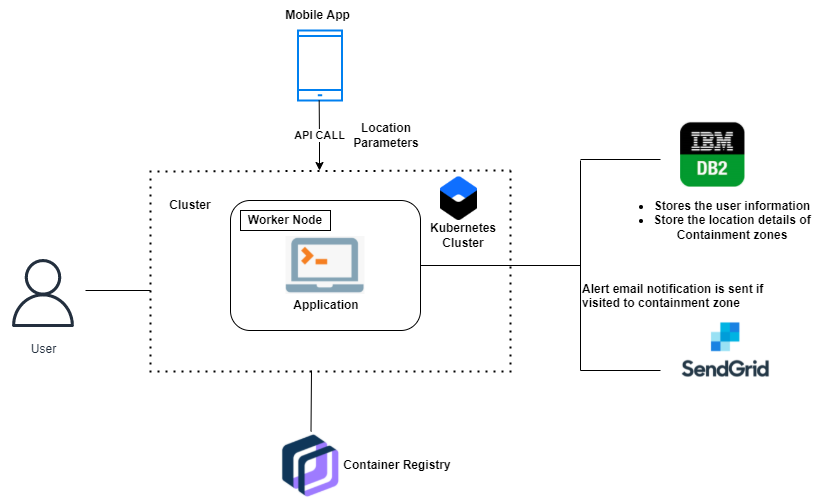 Mobile App
API CALL
Location
Parameters
IBM
DB2
Cluster
Worker Node
Kubernetes
Cluster
• Stores the user information
• Store the location details of
Containment zones
Application
Alert email notification is sent if
visited to containment zone
User
SendGrid
Container Registry